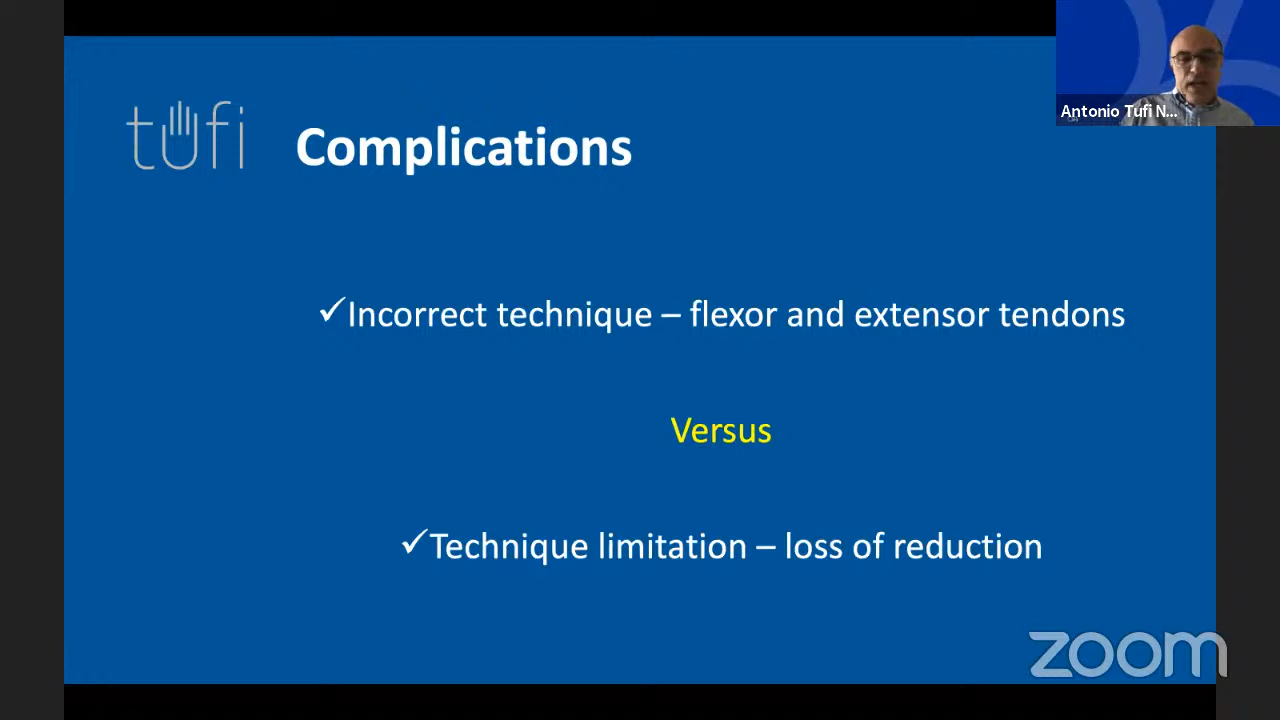 Antonio Tufi N...
tufi
Complications
✓Incorrect technique – flexor and extensor tendons
Versus
✓Technique limitation – loss of reduction
zoom